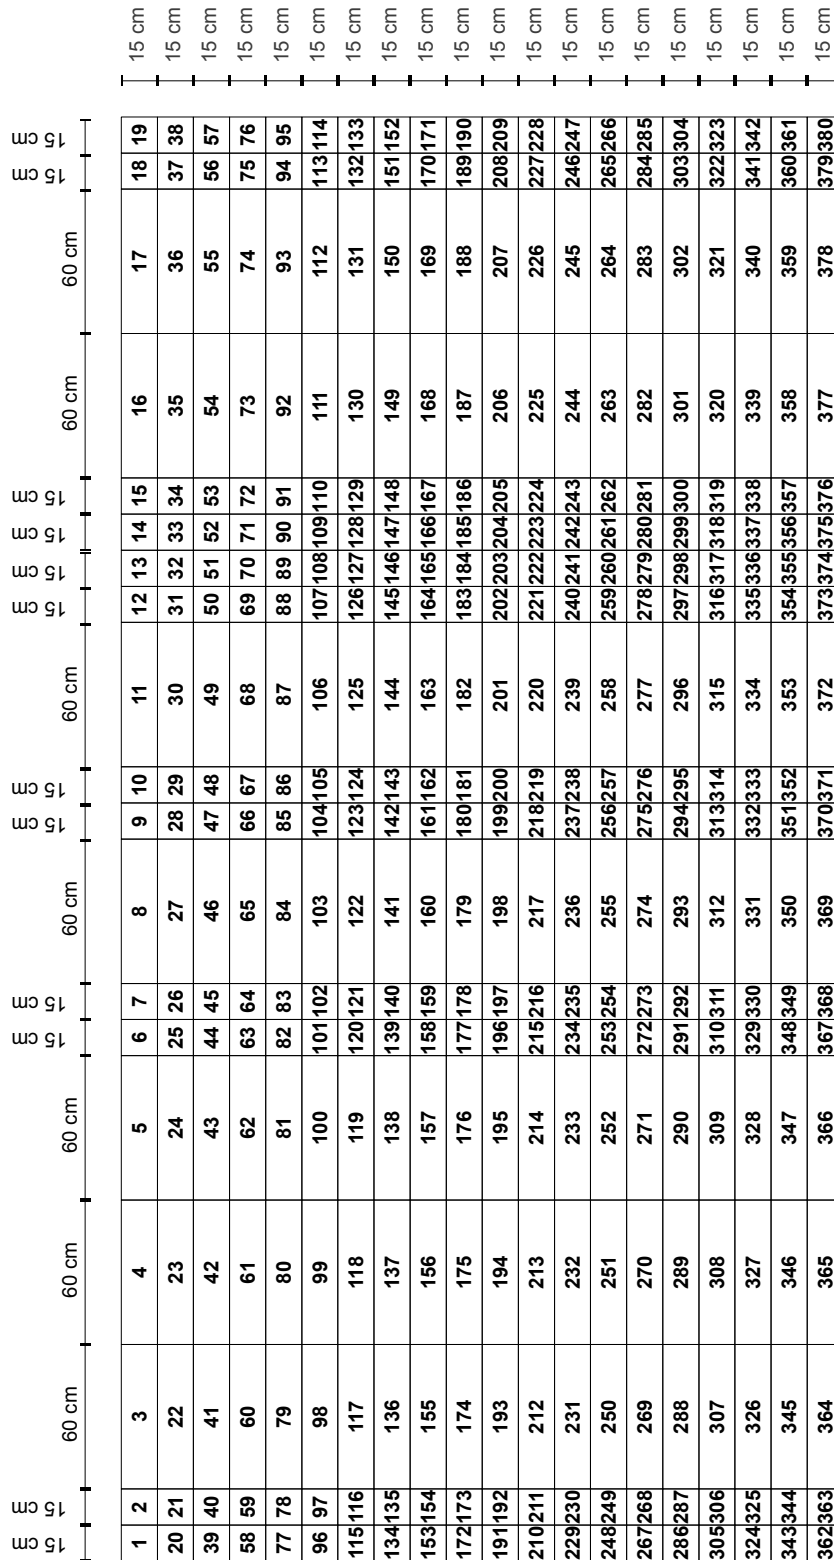 15 cm 15 cm 60 cm 60 cm 60 cm 15 cm 15 cm 60 cm 15 cm 15 cm 60 cm 15 cm 15 cm 15 cm 15 cm 60 cm 60 cm 15 cm 15 cm
1 2 3 4 5 6 7 8 9 10 11 12 13 14 15 16 17 18 19 15 cm
20 21 22 23 24 25 26 27 28 29 30 31 32 33 34 35 36 37 38 15 cm
39 40 41 42 43 44 45 46 47 48 49 50 51 52 53 54 55 56 57 15 cm
58 59 60 61 62 63 64 65 66 67 68 69 70 71 72 73 74 75 76 15 cm
77 78 79 80 81 82 83 84 85 86 87 88 89 90 91 92 93 94 95 15 cm
96 97 98 99 100 101 102 103 104 105 106 107 108 109 110 111 112 113 114 15 cm
115 116 117 118 119 120 121 122 123 124 125 126 127 128 129 130 131 132 133 15 cm
134 135 136 137 138 139 140 141 142 143 144 145 146 147 148 149 150 151 152 15 cm
153 154 155 156 157 158 159 160 161 162 163 164 165 166 167 168 169 170 171 15 cm
172 173 174 175 176 177 178 179 180 181 182 183 184 185 186 187 188 189 190 15 cm
191 192 193 194 195 196 197 198 199 200 201 202 203 204 205 206 207 208 209 15 cm
210 211 212 213 214 215 216 217 218 219 220 221 222 223 224 225 226 227 228 15 cm
229 230 231 232 233 234 235 236 237 238 239 240 241 242 243 244 245 246 247 15 cm
248 249 250 251 252 253 254 255 256 257 258 259 260 261 262 263 264 265 266 15 cm
267 268 269 270 271 272 273 274 275 276 277 278 279 280 281 282 283 284 285 15 cm
286 287 288 289 290 291 292 293 294 295 296 297 298 299 300 301 302 303 304 15 cm
305 306 307 308 309 310 311 312 313 314 315 316 317 318 319 320 321 322 323 15 cm
324 325 326 327 328 329 330 331 332 333 334 335 336 337 338 339 340 341 342 15 cm
343 344 345 346 347 348 349 350 351 352 353 354 355 356 357 358 359 360 361 15 cm
362 363 364 365 366 367 368 369 370 371 372 373 374 375 376 377 378 379 380 15 cm